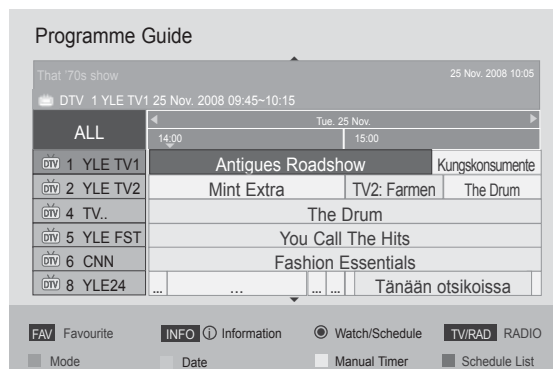 Programme Guide
That '70s show 25 Nov. 2008 10:05
DTV 1 YLE TV1 25 Nov. 2008 09:45~10:15
ALL
Tue. 25 Nov.
14:00 15:00
DTV 1 YLE TV1 Antigues Roadshow Kungskonsumente
DTV 2 YLE TV2 Mint Extra TV2: Farmen The Drum
DTV 4 TV.. The Drum
DTV 5 YLE FST You Call The Hits
DTV 6 CNN Fashion Essentials
DTV 8 YLE24 ... ... ... ... Tänään otsikoissa
FAV Favourite INFO i Information Watch/Schedule TV/RAD RADIO
Mode Date Manual Timer Schedule List